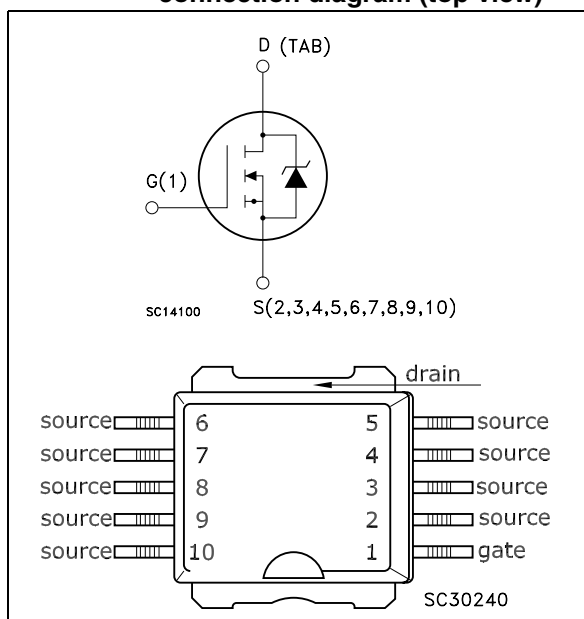 connection diagram (top view)
D (TAB)
G(1)
SC14100
S(2,3,4,5,6,7,8,9,10)
drain
source 6 5 source
source 7 4 source
source 8 3 source
source 9 2 source
source 10 1 gate
SC30240